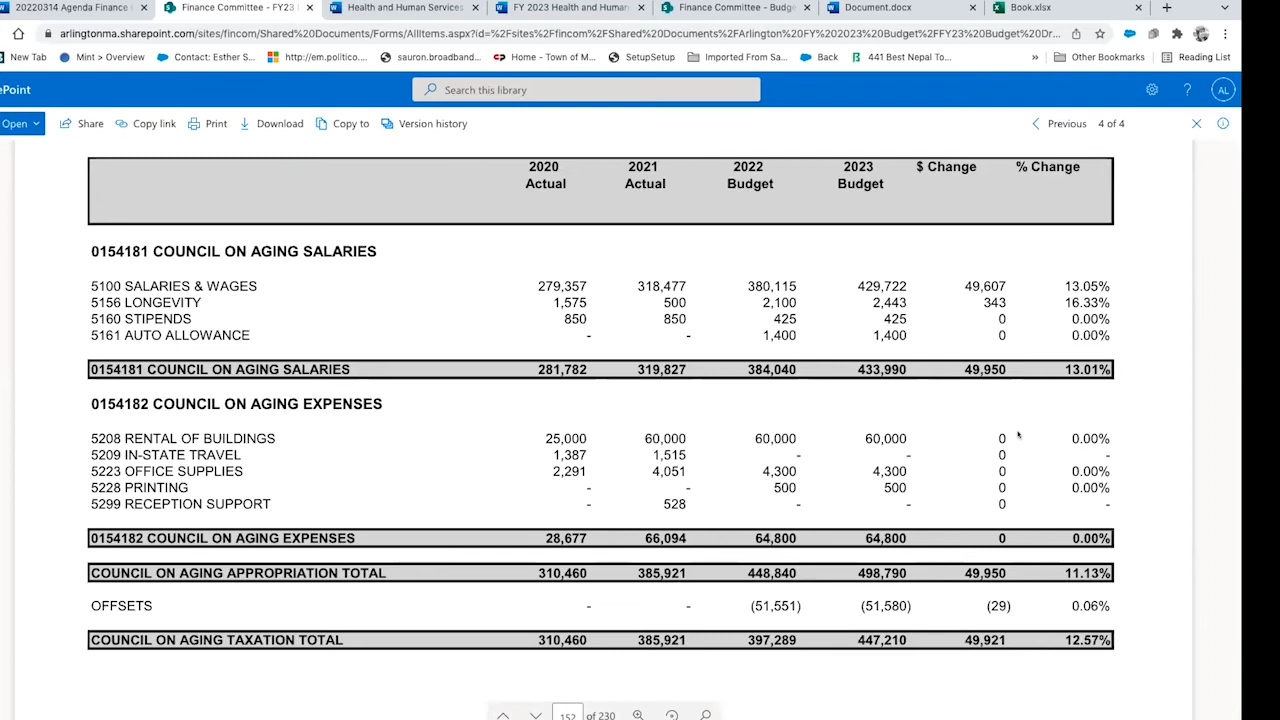 20220314 Agenda Finance
Finance Committee - FY23
Health and Human Services
FY 2023 Health and Human
Finance Committee - Budge
Document.docx
Book.xlsx
arlingtonma.sharepoint.com/sites/fincom/Shared%20Documents/Forms/AllItems.aspx?id=%2Fsites%2Ffincom%2FShared%20Documents%2FArlington%20FY%202023%20Budget%2FFY23%20Budget%20Dr...
New Tab
Mint > Overview
Contact: Esther S...
http://em.politico....
sauron.broadband...
Home - Town of M...
SetupSetup
Imported From Sa...
Back
441 Best Nepal To...
»
Other Bookmarks
Reading List
ePoint
Search this library
?
AL
Open
Share
Copy link
Print
Download
Copy to
Version history
Previous
4 of 4
2020 2021 2022 2023 $ Change % Change
Actual Actual Budget Budget
0154181 COUNCIL ON AGING SALARIES
5100 SALARIES & WAGES 279,357 318,477 380,115 429,722 49,607 13.05%
5156 LONGEVITY 1,575 500 2,100 2,443 343 16.33%
5160 STIPENDS 850 850 425 425 0 0.00%
5161 AUTO ALLOWANCE - - 1,400 1,400 0 0.00%
0154181 COUNCIL ON AGING SALARIES 281,782 319,827 384,040 433,990 49,950 13.01%
0154182 COUNCIL ON AGING EXPENSES
5208 RENTAL OF BUILDINGS 25,000 60,000 60,000 60,000 0 0.00%
5209 IN-STATE TRAVEL 1,387 1,515 - - 0 -
5223 OFFICE SUPPLIES 2,291 4,051 4,300 4,300 0 0.00%
5228 PRINTING - - 500 500 0 0.00%
5299 RECEPTION SUPPORT - 528 - - 0 -
0154182 COUNCIL ON AGING EXPENSES 28,677 66,094 64,800 64,800 0 0.00%
COUNCIL ON AGING APPROPRIATION TOTAL 310,460 385,921 448,840 498,790 49,950 11.13%
OFFSETS - - (51,551) (51,580) (29) 0.06%
COUNCIL ON AGING TAXATION TOTAL 310,460 385,921 397,289 447,210 49,921 12.57%
152 of 230